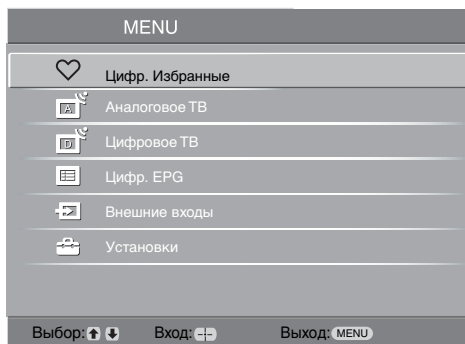 MENU
Цифр. Избранные
Аналоговое ТВ
Цифровое ТВ
Цифр. EPG
Внешние входы
Установки
Выбор: Вход: Выход: MENU